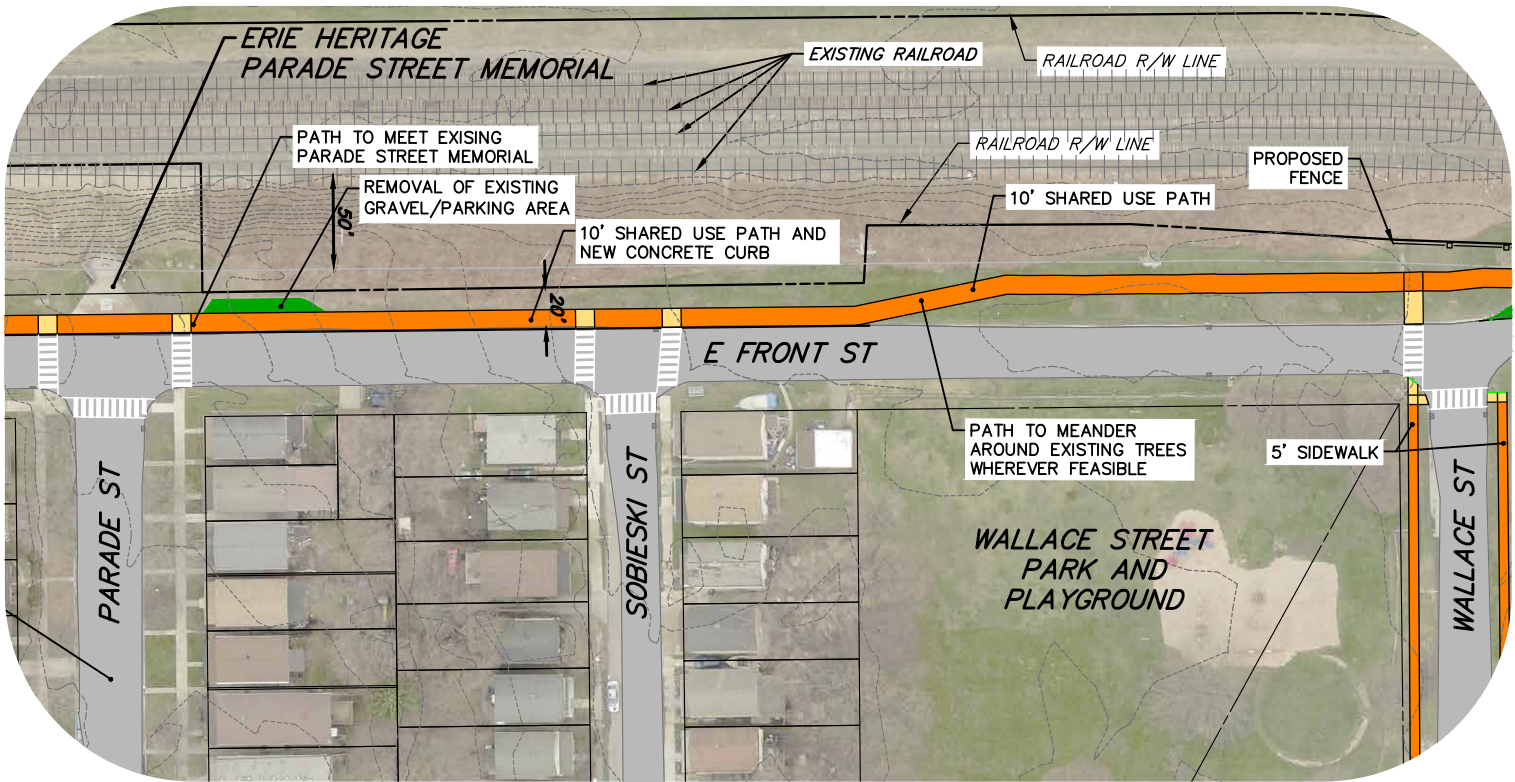 ERIE HERITAGE
PARADE STREET MEMORIAL
EXISTING RAILROAD
RAILROAD R/W LINE
PATH TO MEET EXISING
PARADE STREET MEMORIAL
RAILROAD R/W LINE
PROPOSED
FENCE
REMOVAL OF EXISTING
GRAVEL/PARKING AREA
50'
10' SHARED USE PATH
10' SHARED USE PATH AND
NEW CONCRETE CURB
20'
E FRONT ST
PATH TO MEANDER
AROUND EXISTING TREES
WHEREVER FEASIBLE
5' SIDEWALK
PARADE ST
SOBIESKI ST
WALLACE STREET
PARK AND
PLAYGROUND
WALLACE ST